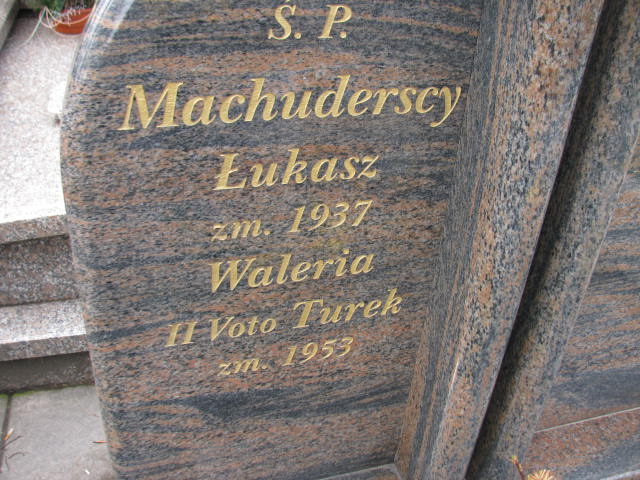 Ś. P.
Machuderscy
Łukasz
zm. 1937
Waleria
II Voto Turek
zm. 1953